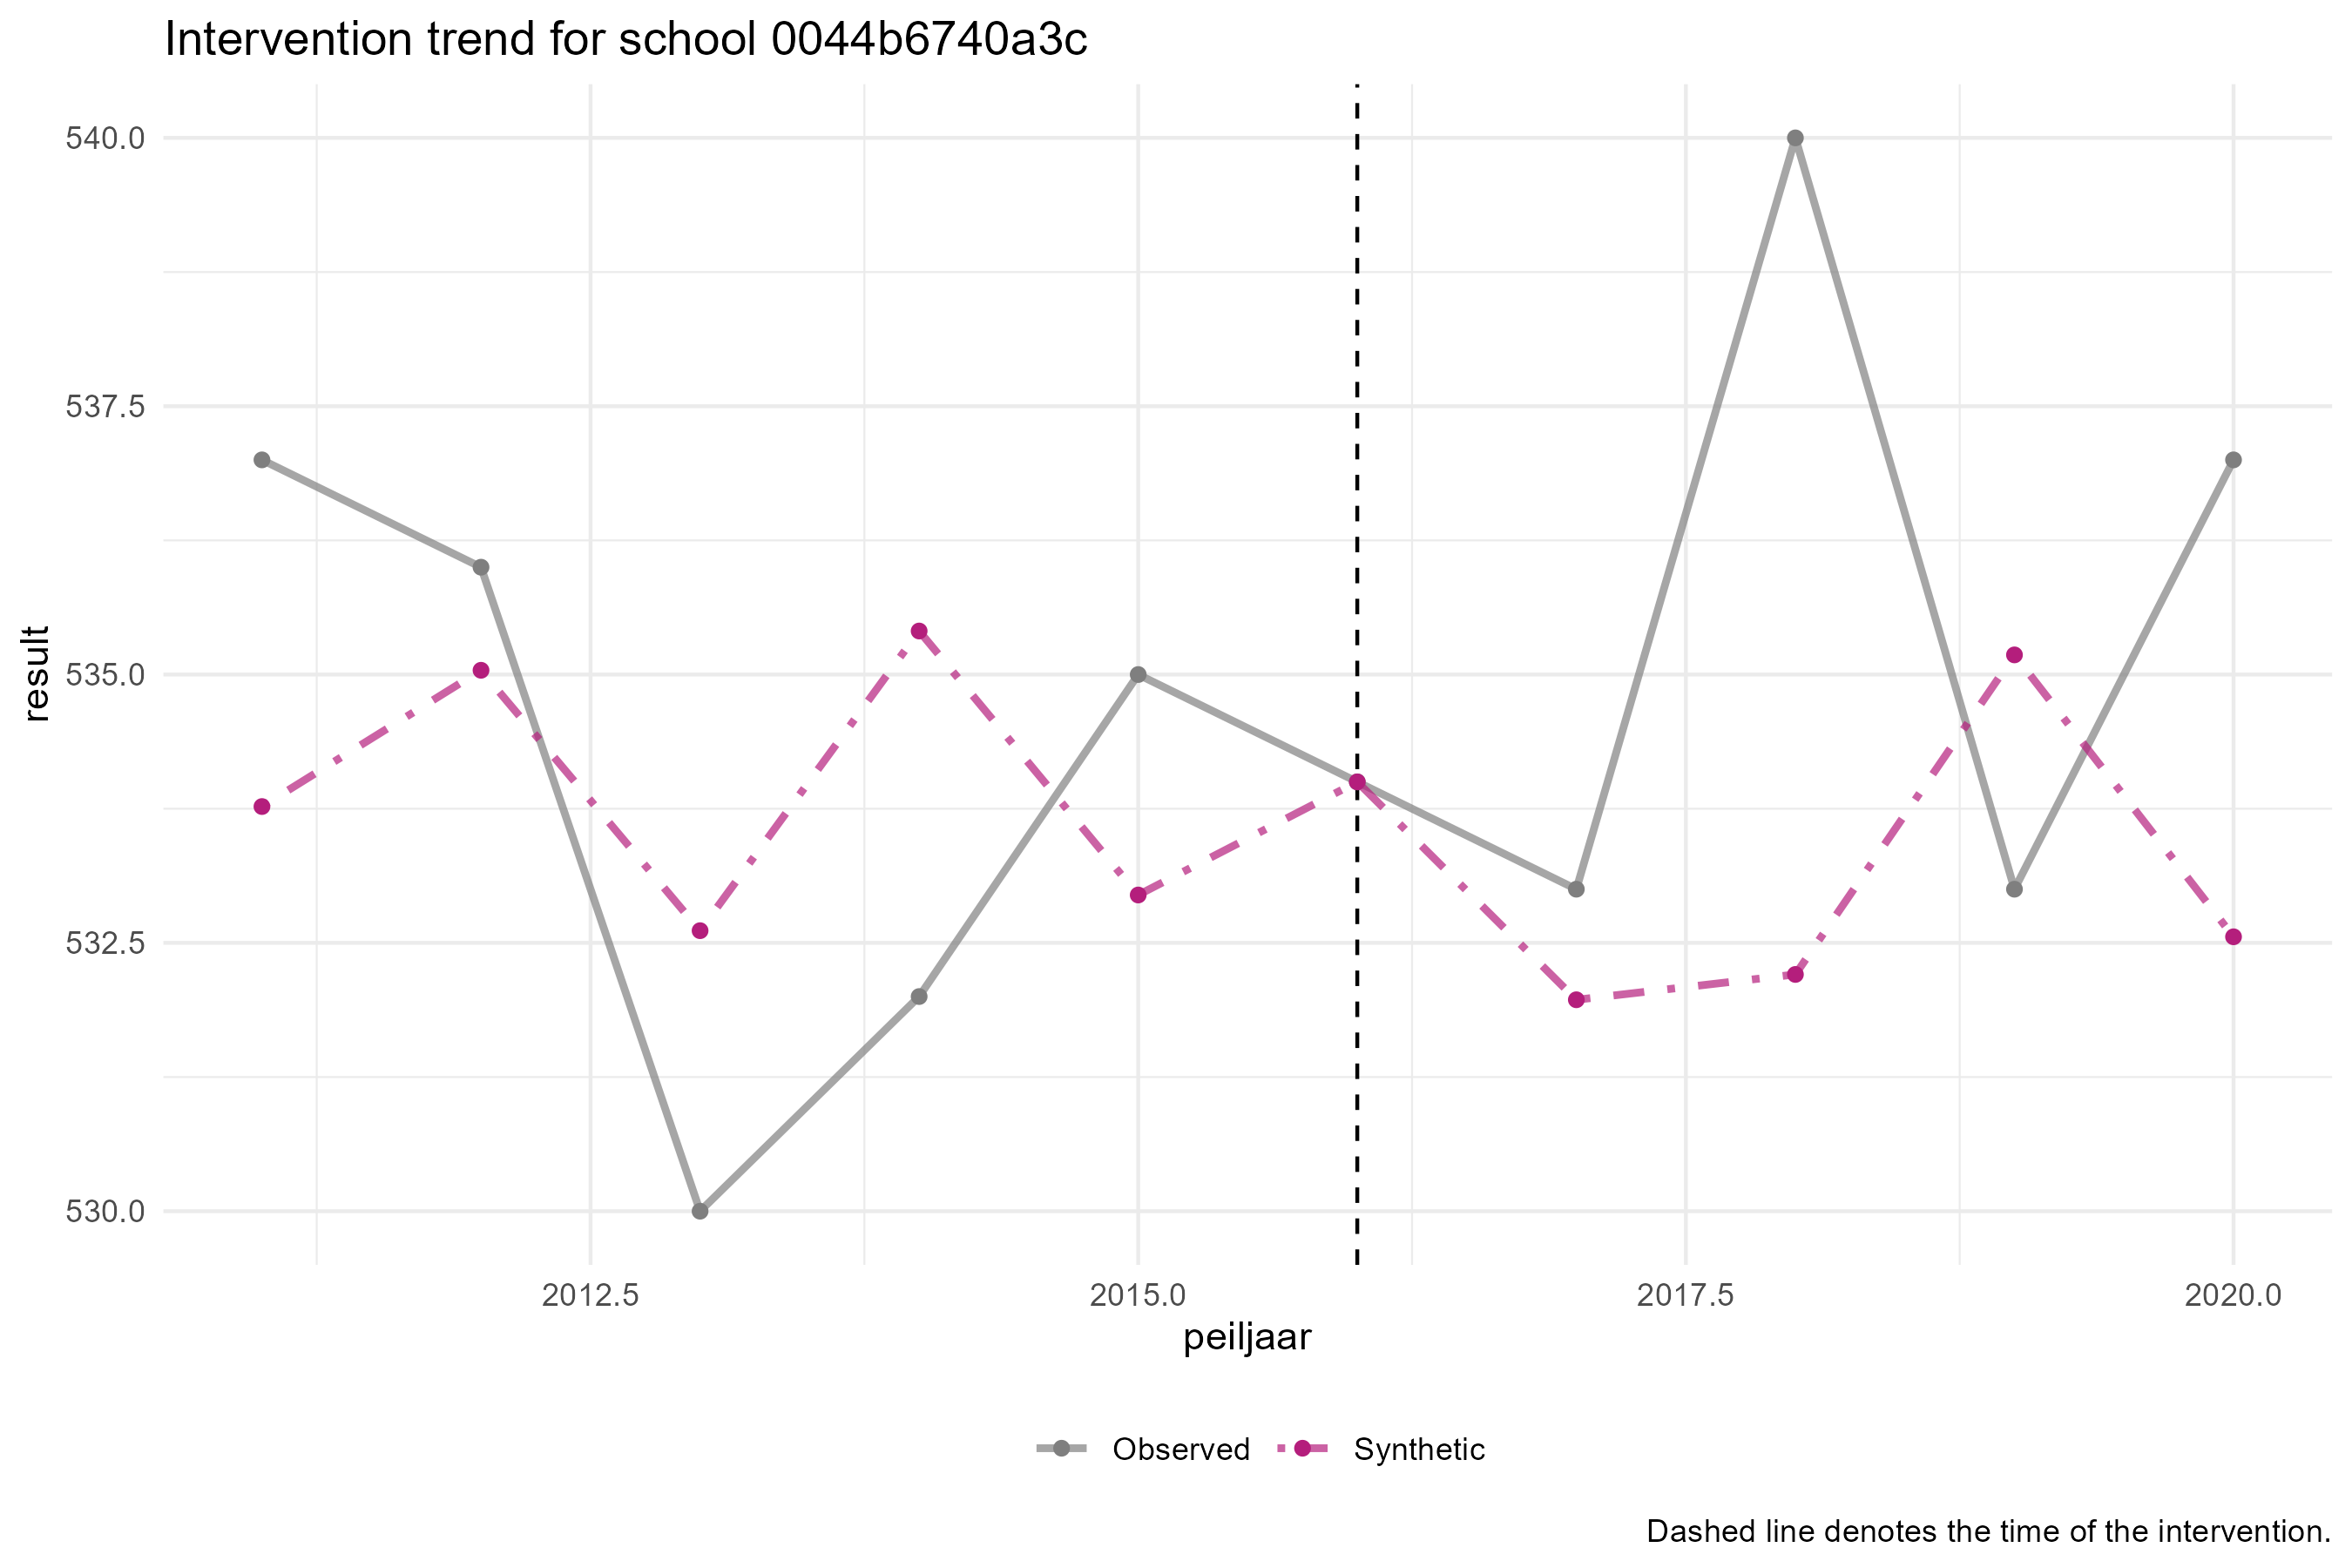 Intervention trend for school 0044b6740a3c
540.0
537.5
535.0
532.5
530.0
result
2012.5 2015.0 2017.5 2020.0
peiljaar
Observed Synthetic
Dashed line denotes the time of the intervention.